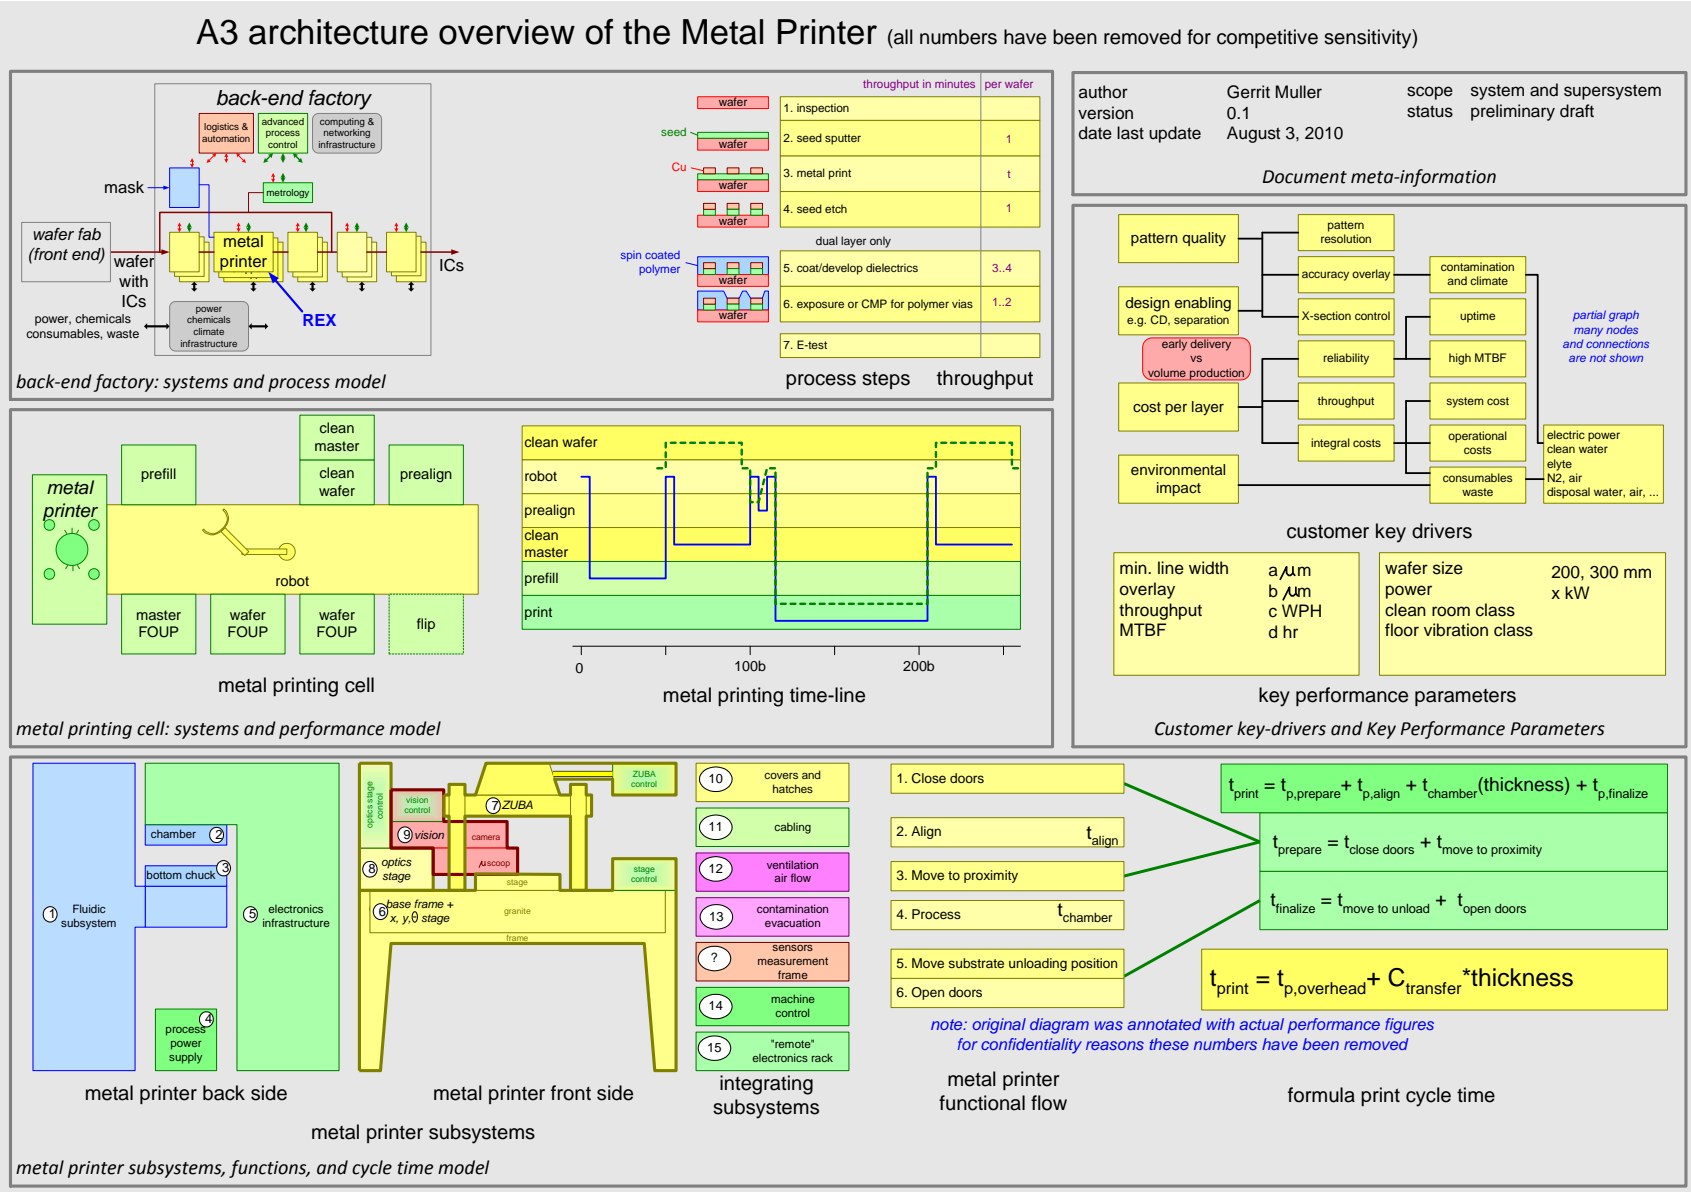 A3 architecture overview of the Metal Printer (all numbers have been removed for competitive sensitivity)
back-end factory
logistics &
automation
advanced
process
control
computing &
networking
infrastructure
mask
metrology
wafer fab
(front end)
metal
printer
wafer
with
ICs
ICs
power, chemicals
consumables, waste
power
chemicals
climate
infrastructure
REX
back-end factory: systems and process model
throughput in minutes
per wafer
wafer
1. inspection
seed
wafer
2. seed sputter
1
Cu
wafer
3. metal print
t
wafer
4. seed etch
1
dual layer only
spin coated
polymer
wafer
5. coat/develop dielectrics
3..4
wafer
6. exposure or CMP for polymer vias
1..2
7. E-test
process steps
throughput
author Gerrit Muller
version 0.1
date last update August 3, 2010
scope system and supersystem
status preliminary draft
Document meta-information
pattern quality
design enabling
e.g. CD, separation
early delivery
vs
volume production
cost per layer
environmental
impact
pattern
resolution
accuracy overlay
X-section control
reliability
throughput
integral costs
contamination
and climate
uptime
high MTBF
system cost
operational
costs
consumables
waste
partial graph
many nodes
and connections
are not shown
electric power
clean water
elyte
N2, air
disposal water, air, ...
customer key drivers
min. line width a μm
overlay b μm
throughput c WPH
MTBF d hr
wafer size 200, 300 mm
power x kW
clean room class
floor vibration class
key performance parameters
Customer key-drivers and Key Performance Parameters
metal
printer
prefill
clean
master
clean
wafer
prealign
robot
master
FOUP
wafer
FOUP
wafer
FOUP
flip
metal printing cell
clean wafer
robot
prealign
clean
master
prefill
print
0
100b
200b
metal printing time-line
metal printing cell: systems and performance model
chamber 2
bottom chuck 3
1 Fluidic
subsystem
5 electronics
infrastructure
4
process
power
supply
metal printer back side
optics stage
control
vision
control
7 ZUBA
ZUBA
control
9 vision
camera
μscoop
8 optics
stage
stage
stage
control
6 base frame +
x, y,θ stage
granite
frame
metal printer front side
metal printer subsystems
10 covers and
hatches
11 cabling
12 ventilation
air flow
13 contamination
evacuation
? sensors
measurement
frame
14 machine
control
15 "remote"
electronics rack
integrating
subsystems
1. Close doors
2. Align t align
3. Move to proximity
4. Process t chamber
5. Move substrate unloading position
6. Open doors
note: original diagram was annotated with actual performance figures
for confidentiality reasons these numbers have been removed
metal printer
functional flow
t print = t p,prepare + t p,align + t chamber (thickness) + t p,finalize
t prepare = t close doors + t move to proximity
t finalize = t move to unload + t open doors
t print = t p,overhead + C transfer *thickness
formula print cycle time
metal printer subsystems, functions, and cycle time model